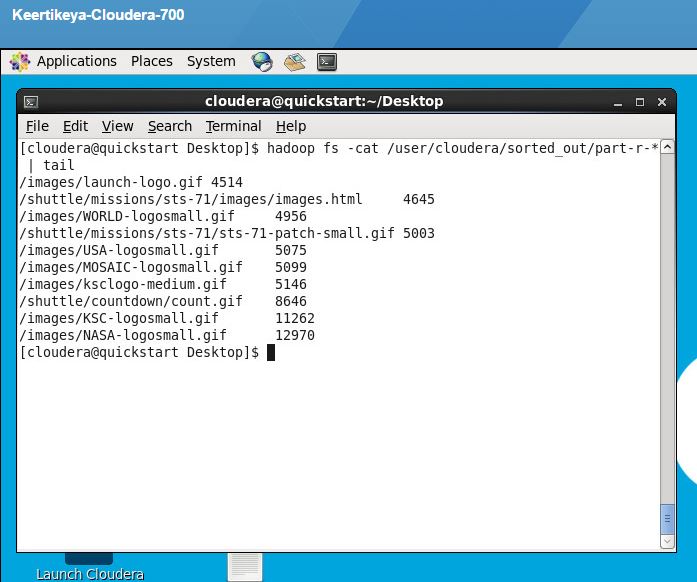 Keertikeya-Cloudera-700
Applications Places System
cloudera@quickstart:~/Desktop
File Edit View Search Terminal Help
[cloudera@quickstart Desktop]$ hadoop fs -cat /user/cloudera/sorted_out/part-r-*
 | tail
/images/launch-logo.gif 4514
/shuttle/missions/sts-71/images/images.html     4645
/images/WORLD-logosmall.gif     4956
/shuttle/missions/sts-71/sts-71-patch-small.gif 5003
/images/USA-logosmall.gif       5075
/images/MOSAIC-logosmall.gif    5099
/images/ksclogo-medium.gif      5146
/shuttle/countdown/count.gif    8646
/images/KSC-logosmall.gif       11262
/images/NASA-logosmall.gif      12970
[cloudera@quickstart Desktop]$
Launch Cloudera